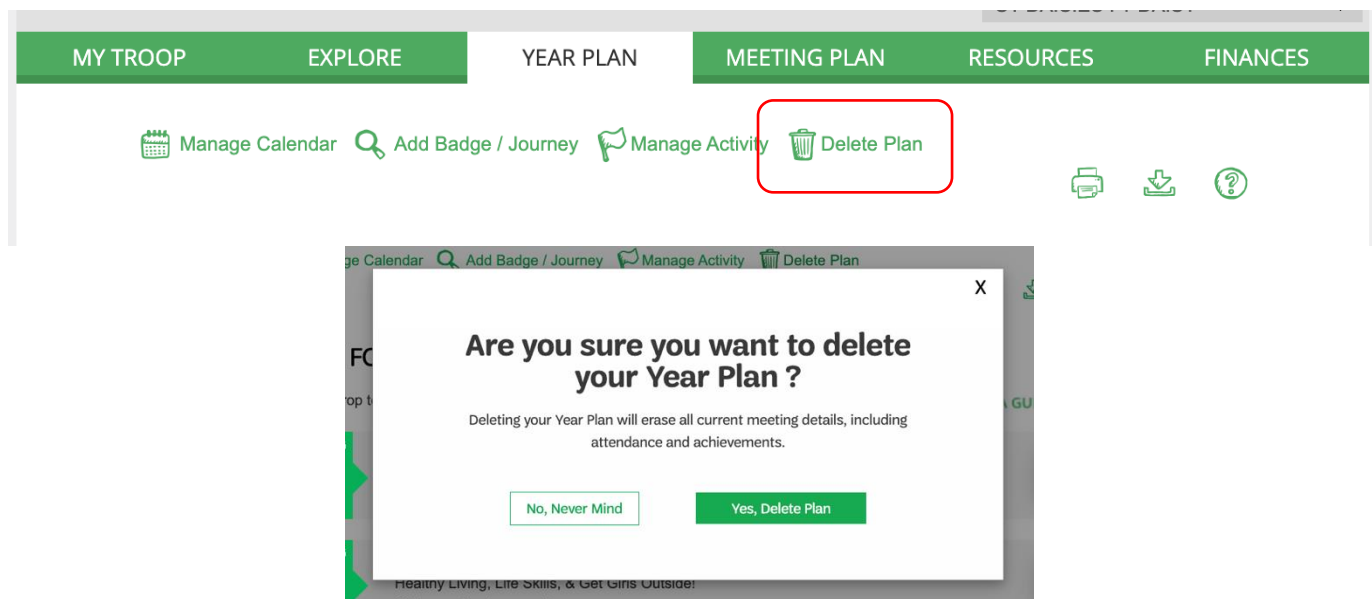 MY TROOP EXPLORE YEAR PLAN MEETING PLAN RESOURCES FINANCES
Manage Calendar Add Badge / Journey Manage Activity Delete Plan
Calendar Add Badge / Journey Manage Activity Delete Plan
X
Are you sure you want to delete
your Year Plan ?
Deleting your Year Plan will erase all current meeting details, including
attendance and achievements.
No, Never Mind Yes, Delete Plan
Healthy Living, Life Skills, & Get Girls Outside!